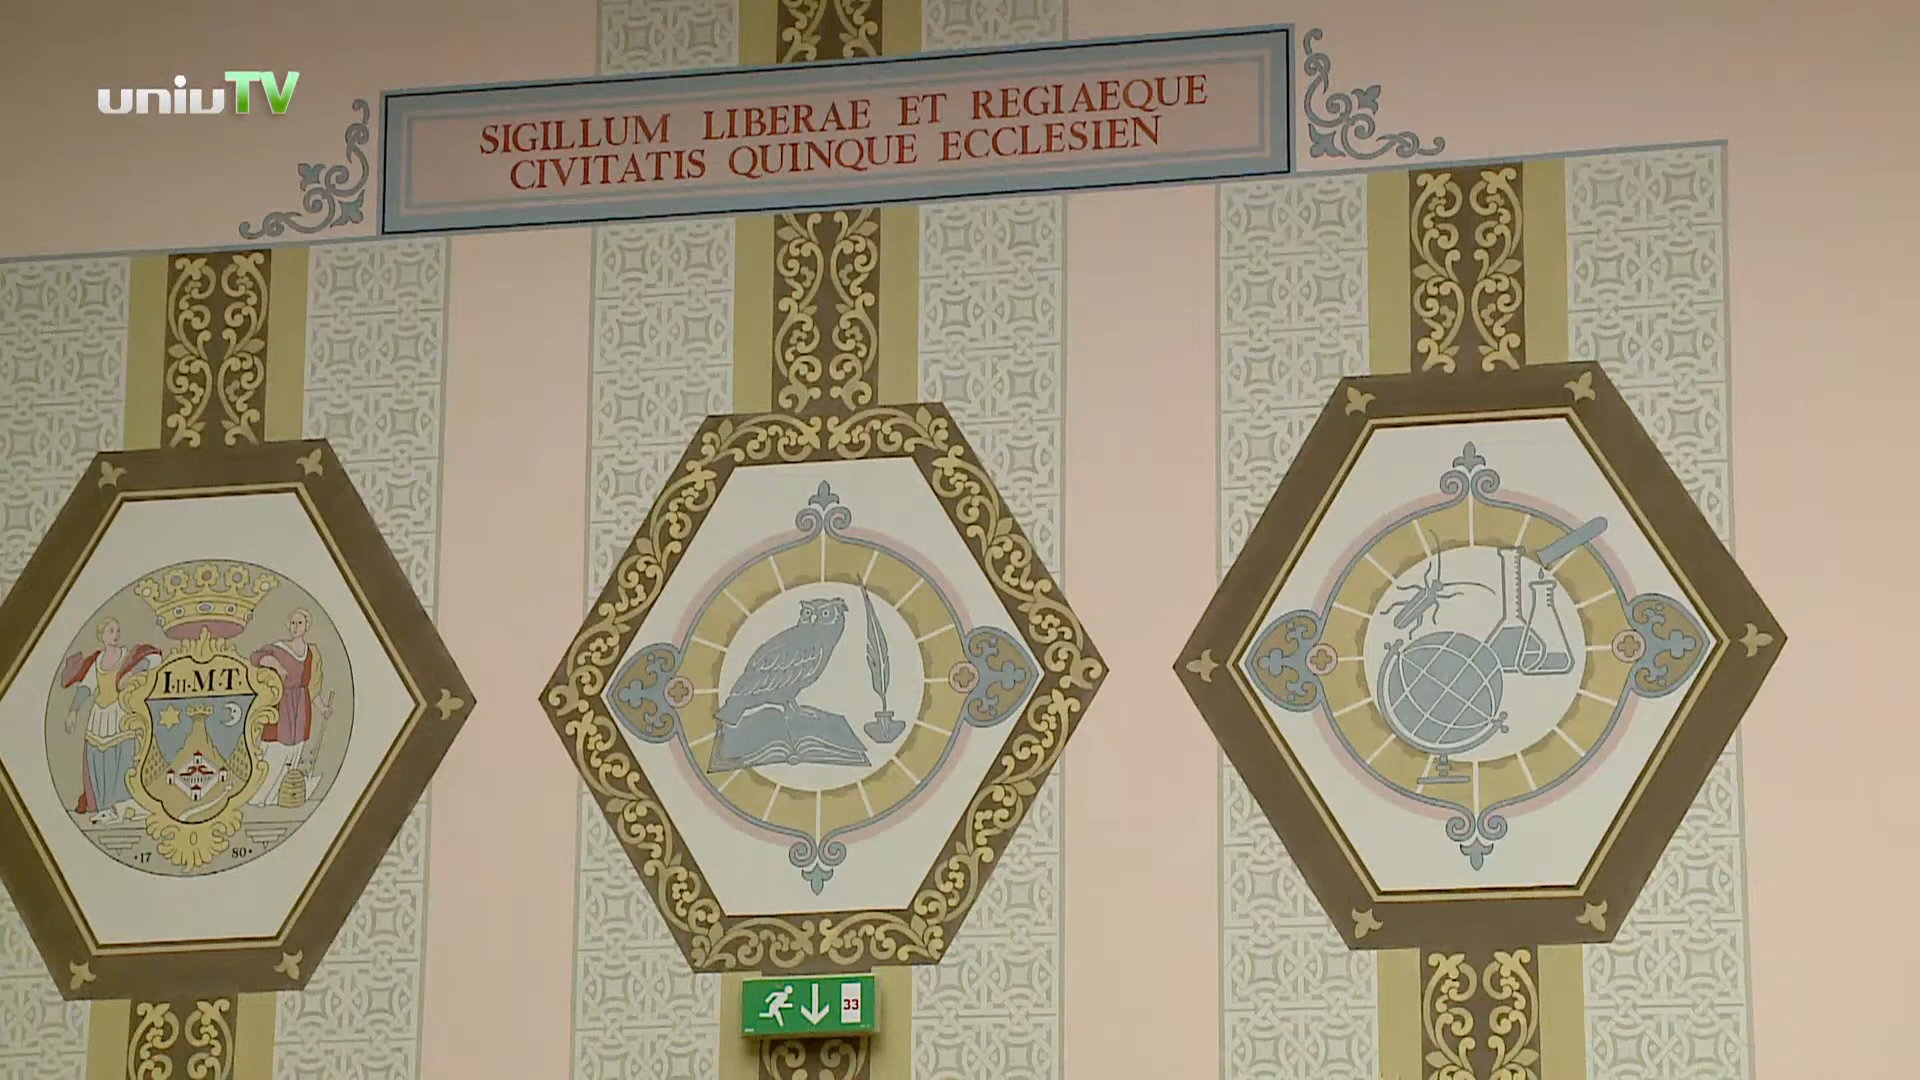 uniuTV
SIGILLUM LIBERAE ET REGIAEQUE
CIVITATIS QUINQUE ECCLESIEN
I·II·M·T·
·17 80·
33